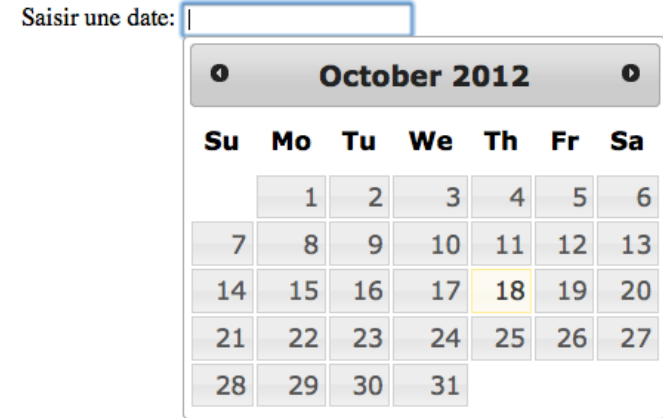 Saisir une date:
October 2012
Su Mo Tu We Th Fr Sa
1 2 3 4 5 6
7 8 9 10 11 12 13
14 15 16 17 18 19 20
21 22 23 24 25 26 27
28 29 30 31